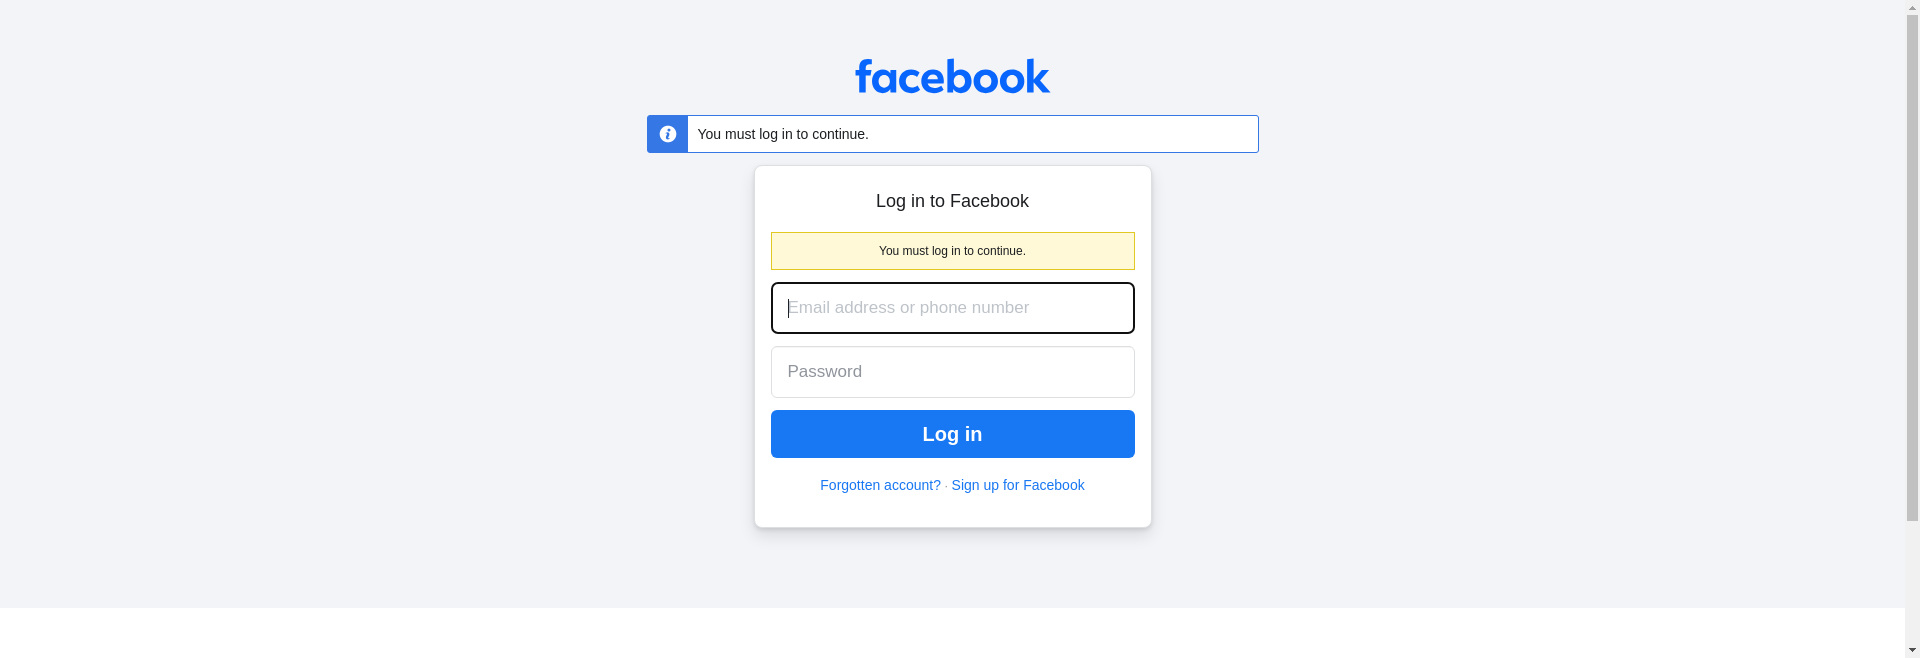 facebook
You must log in to continue.
Log in to Facebook
You must log in to continue.
Email address or phone number
Password
Log in
Forgotten account? · Sign up for Facebook